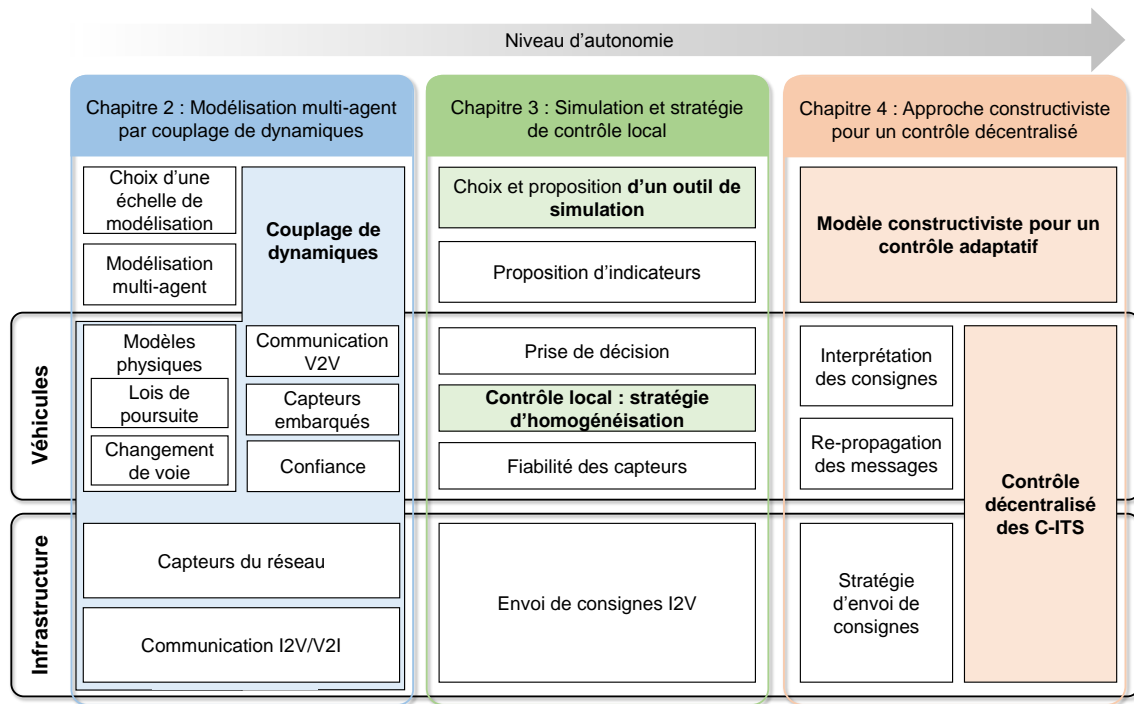 Niveau d'autonomie
Chapitre 2 : Modélisation multi-agent
par couplage de dynamiques
Choix d'une
échelle de
modélisation
Modélisation
multi-agent
Couplage de
dynamiques
Modèles
physiques
Lois de
poursuite
Changement
de voie
Communication
V2V
Capteurs
embarqués
Confiance
Capteurs du réseau
Communication I2V/V2I
Chapitre 3 : Simulation et stratégie
de contrôle local
Choix et proposition d'un outil de
simulation
Proposition d'indicateurs
Prise de décision
Contrôle local : stratégie
d'homogénéisation
Fiabilité des capteurs
Envoi de consignes I2V
Chapitre 4 : Approche constructiviste
pour un contrôle décentralisé
Modèle constructiviste pour un
contrôle adaptatif
Interprétation
des consignes
Re-propagation
des messages
Stratégie
d'envoi de
consignes
Contrôle
décentralisé
des C-ITS
Véhicules
Infrastructure